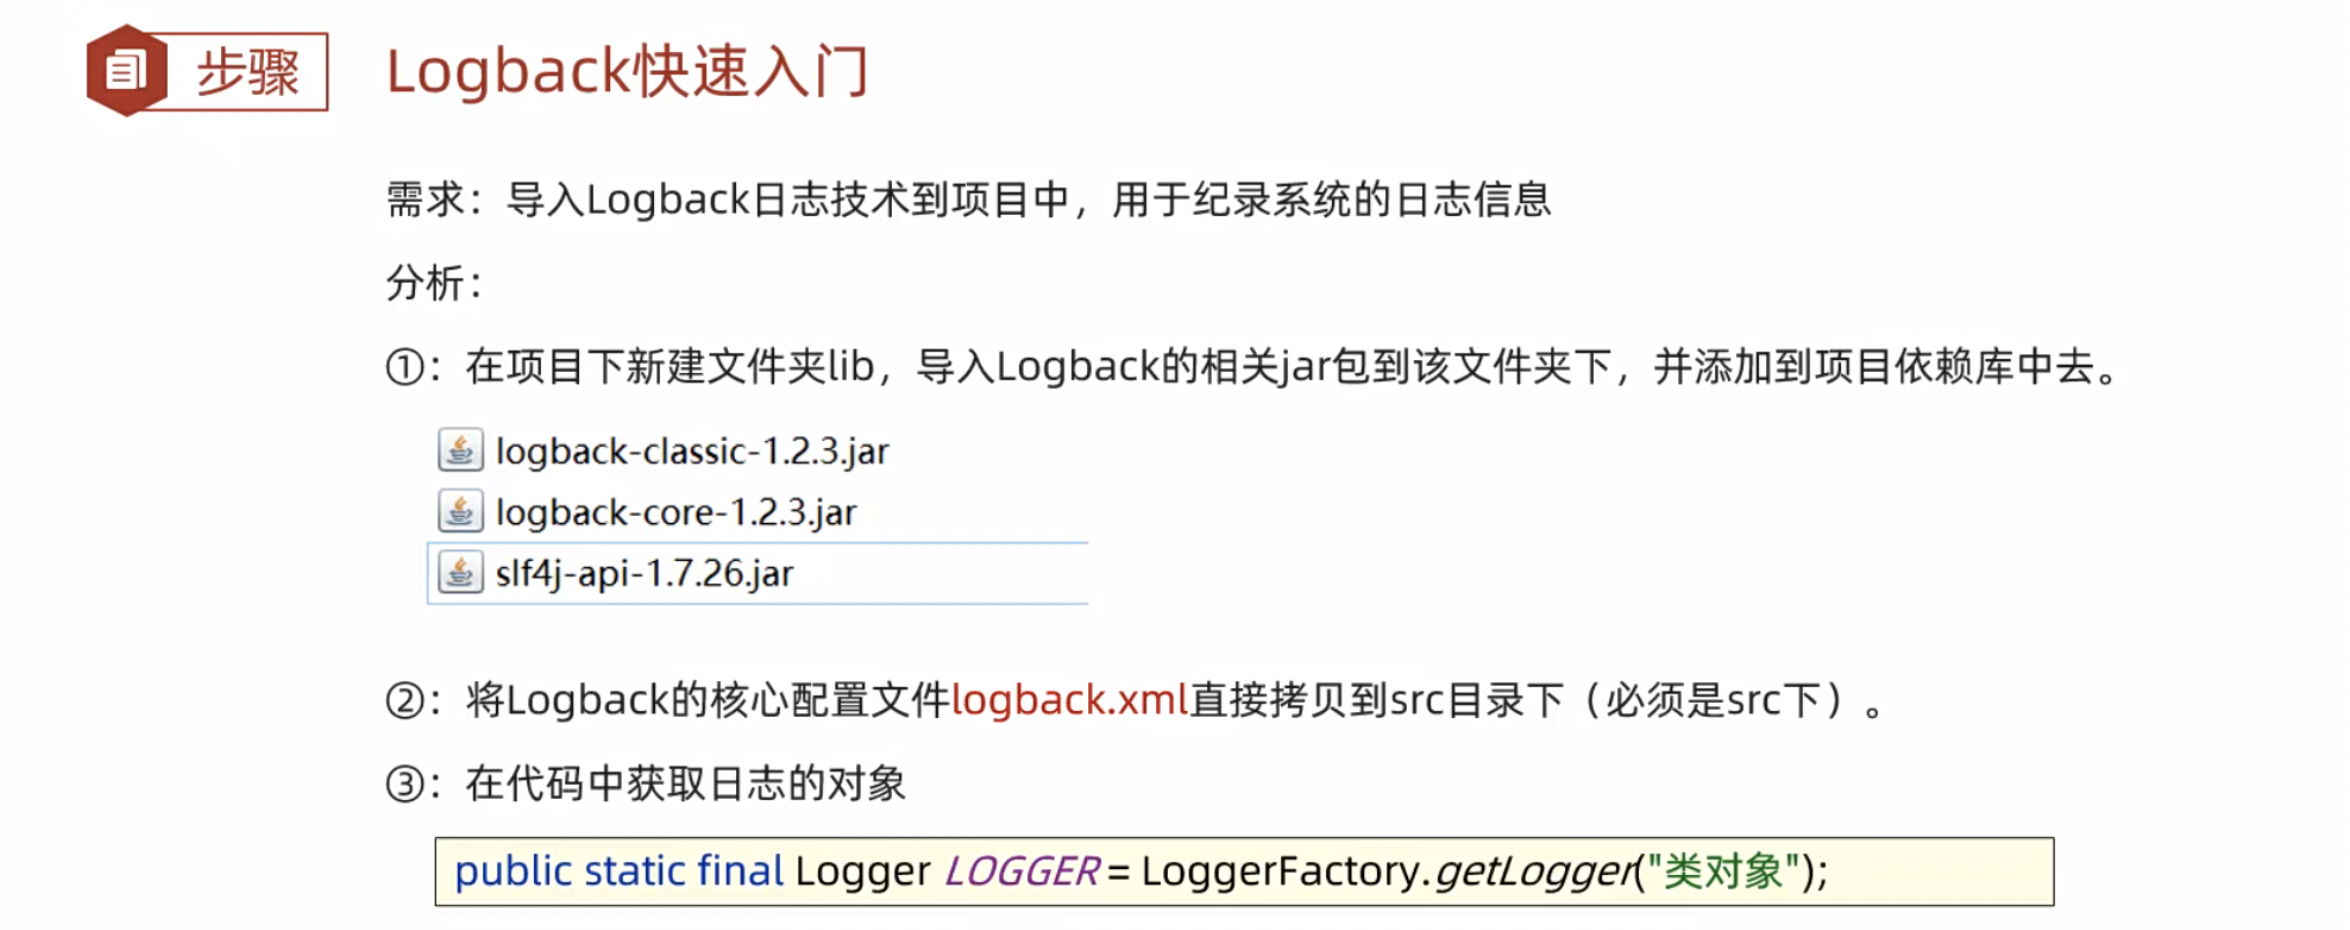 步骤
Logback快速入门
需求：导入Logback日志技术到项目中，用于纪录系统的日志信息
分析：
①：在项目下新建文件夹lib，导入Logback的相关jar包到该文件夹下，并添加到项目依赖库中去。
logback-classic-1.2.3.jar
logback-core-1.2.3.jar
slf4j-api-1.7.26.jar
②：将Logback的核心配置文件logback.xml直接拷贝到src目录下（必须是src下）。
③：在代码中获取日志的对象
public static final Logger LOGGER = LoggerFactory.getLogger("类对象");